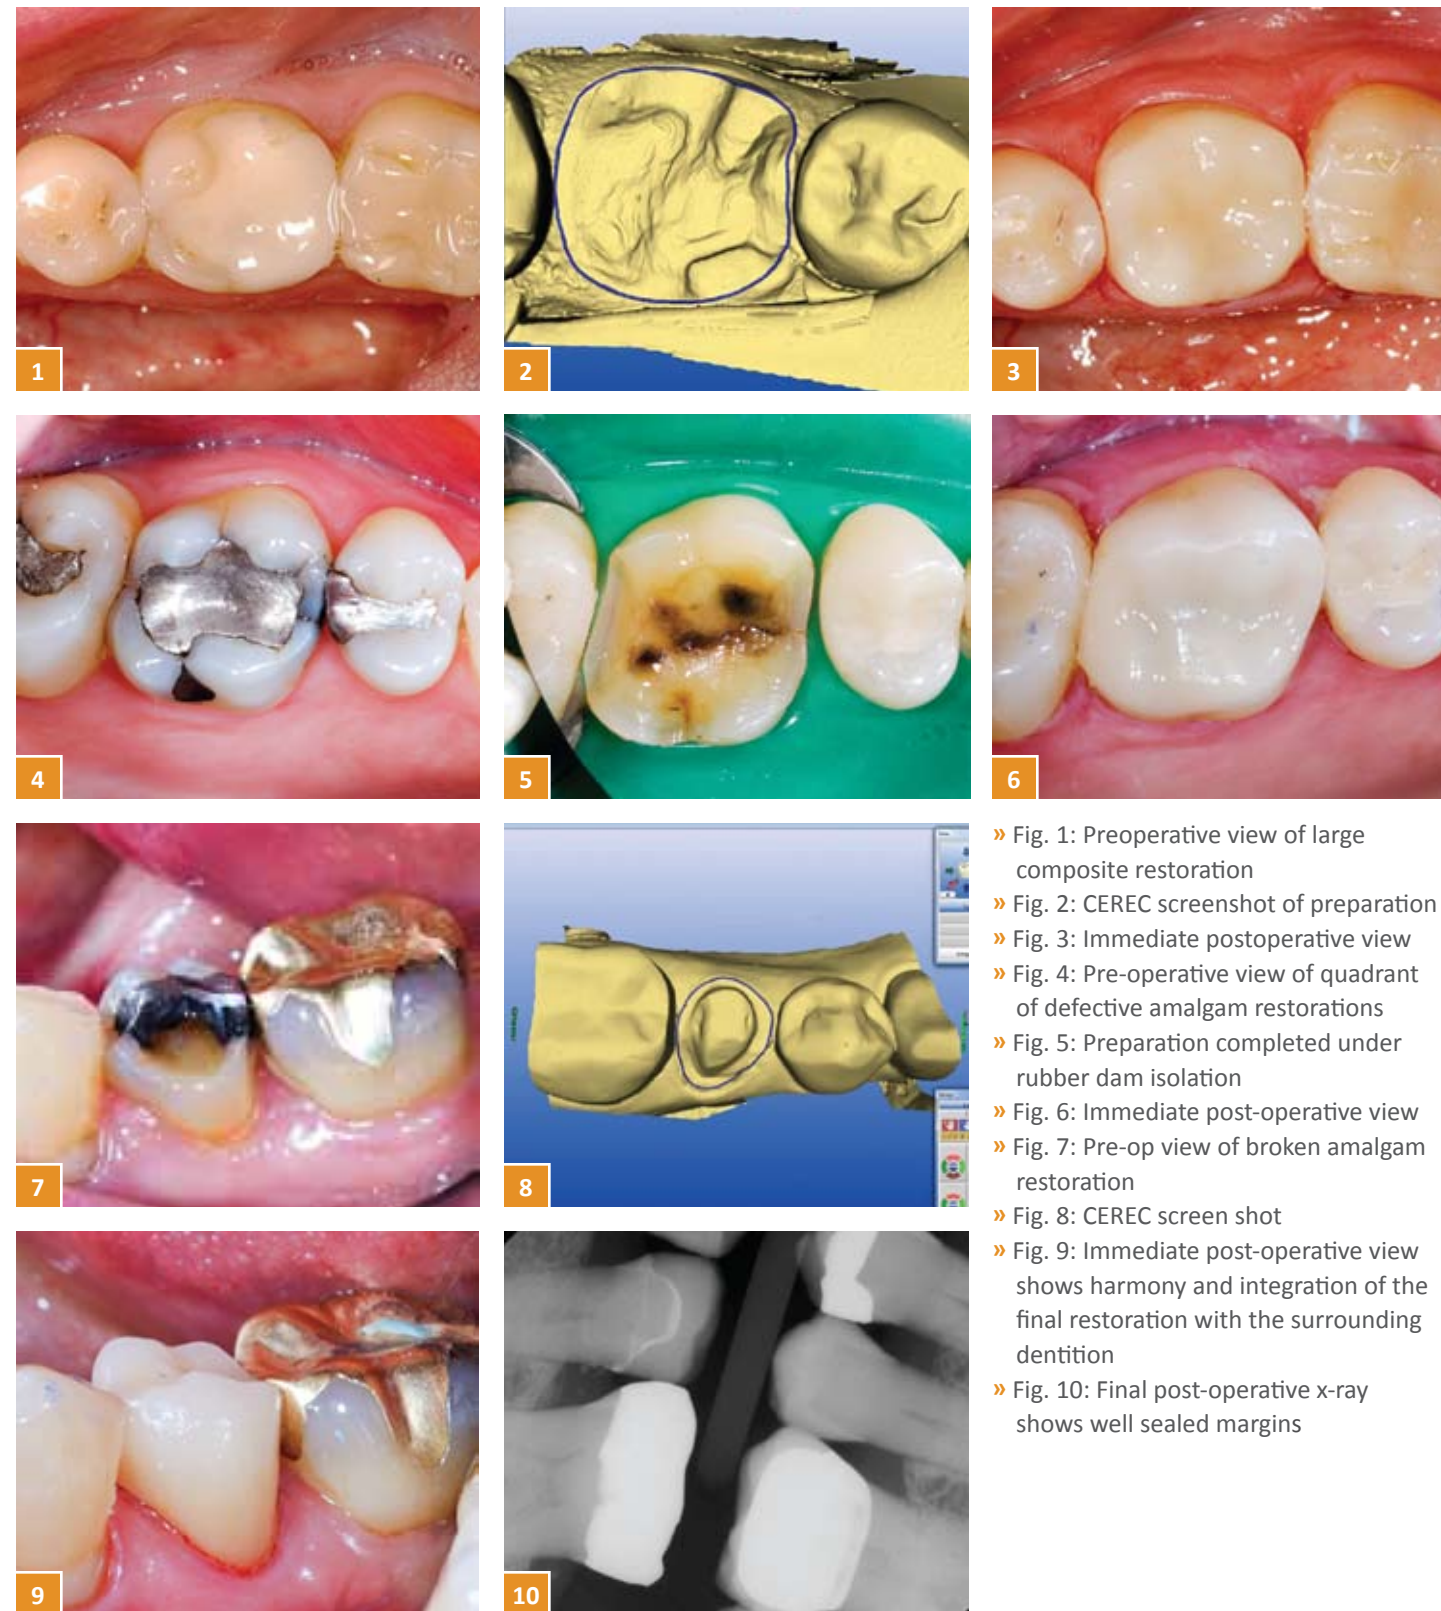 1
2
3
4
5
6
» Fig. 1: Preoperative view of large
composite restoration
» Fig. 2: CEREC screenshot of preparation
» Fig. 3: Immediate postoperative view
» Fig. 4: Pre-operative view of quadrant
of defective amalgam restorations
» Fig. 5: Preparation completed under
rubber dam isolation
» Fig. 6: Immediate post-operative view
» Fig. 7: Pre-op view of broken amalgam
restoration
» Fig. 8: CEREC screen shot
» Fig. 9: Immediate post-operative view
shows harmony and integration of the
final restoration with the surrounding
dentition
» Fig. 10: Final post-operative x-ray
shows well sealed margins
7
8
9
10